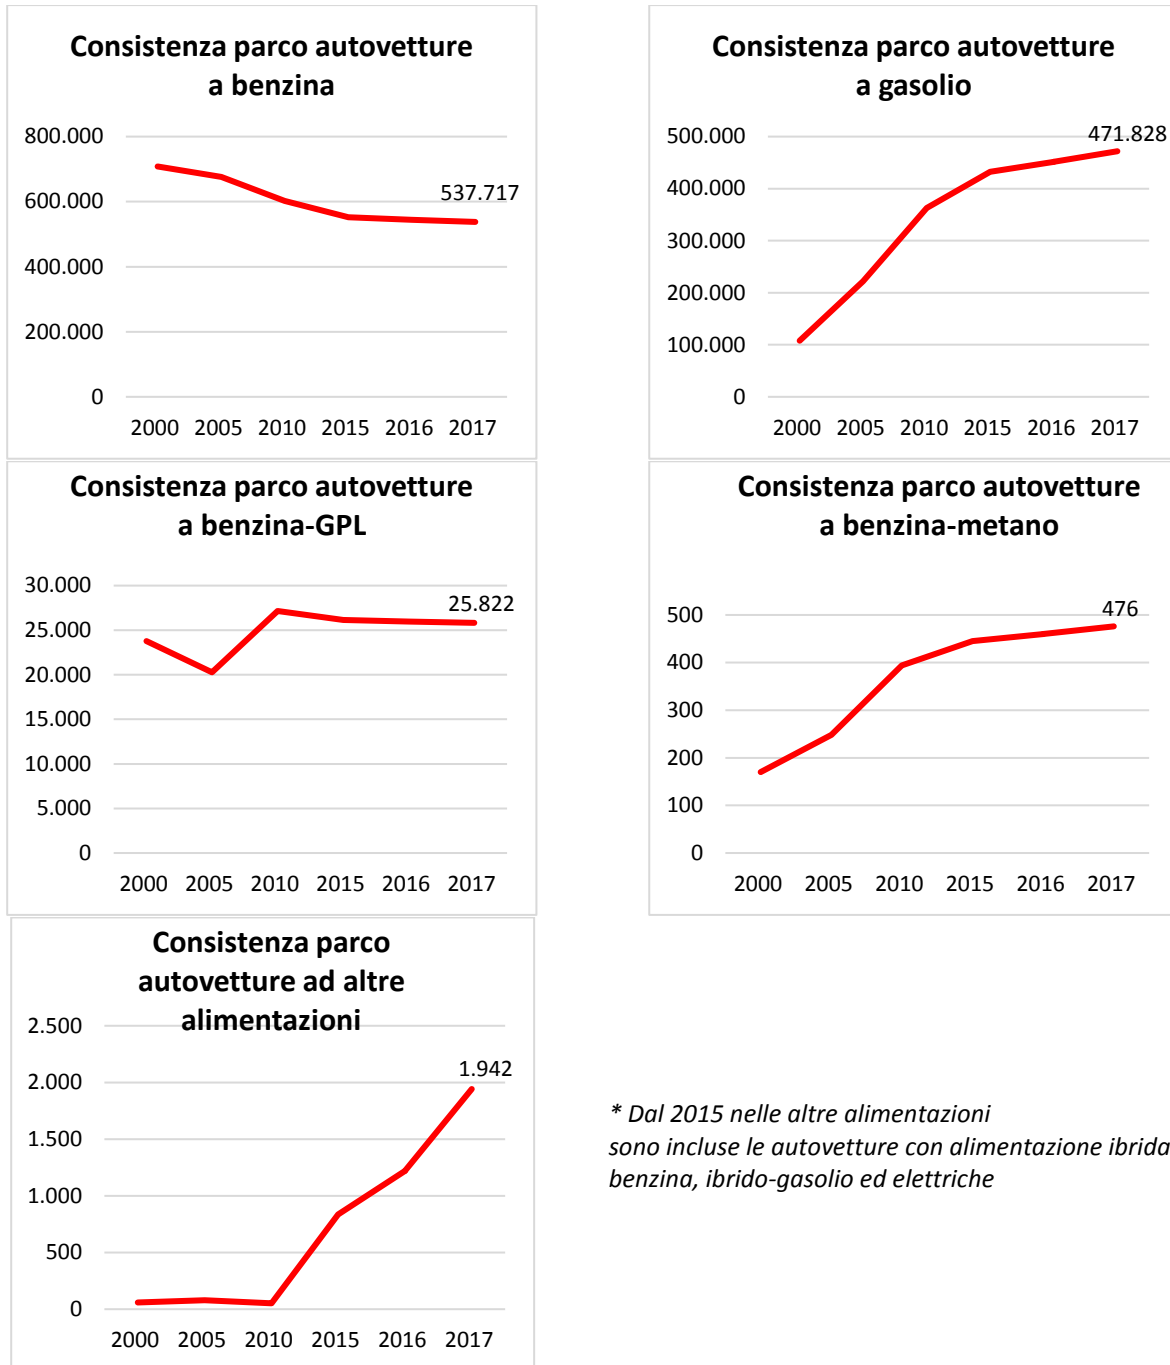 Consistenza parco autovetture
a benzina
800.000
600.000
400.000
200.000
0
537.717
2000 2005 2010 2015 2016 2017
Consistenza parco autovetture
a gasolio
500.000
400.000
300.000
200.000
100.000
0
471.828
2000 2005 2010 2015 2016 2017
Consistenza parco autovetture
a benzina-GPL
30.000
25.000
20.000
15.000
10.000
5.000
0
25.822
2000 2005 2010 2015 2016 2017
Consistenza parco autovetture
a benzina-metano
500
400
300
200
100
0
476
2000 2005 2010 2015 2016 2017
Consistenza parco
autovetture ad altre
alimentazioni
2.500
2.000
1.500
1.000
500
0
1.942
2000 2005 2010 2015 2016 2017
* Dal 2015 nelle altre alimentazioni
sono incluse le autovetture con alimentazione ibrida
benzina, ibrido-gasolio ed elettriche